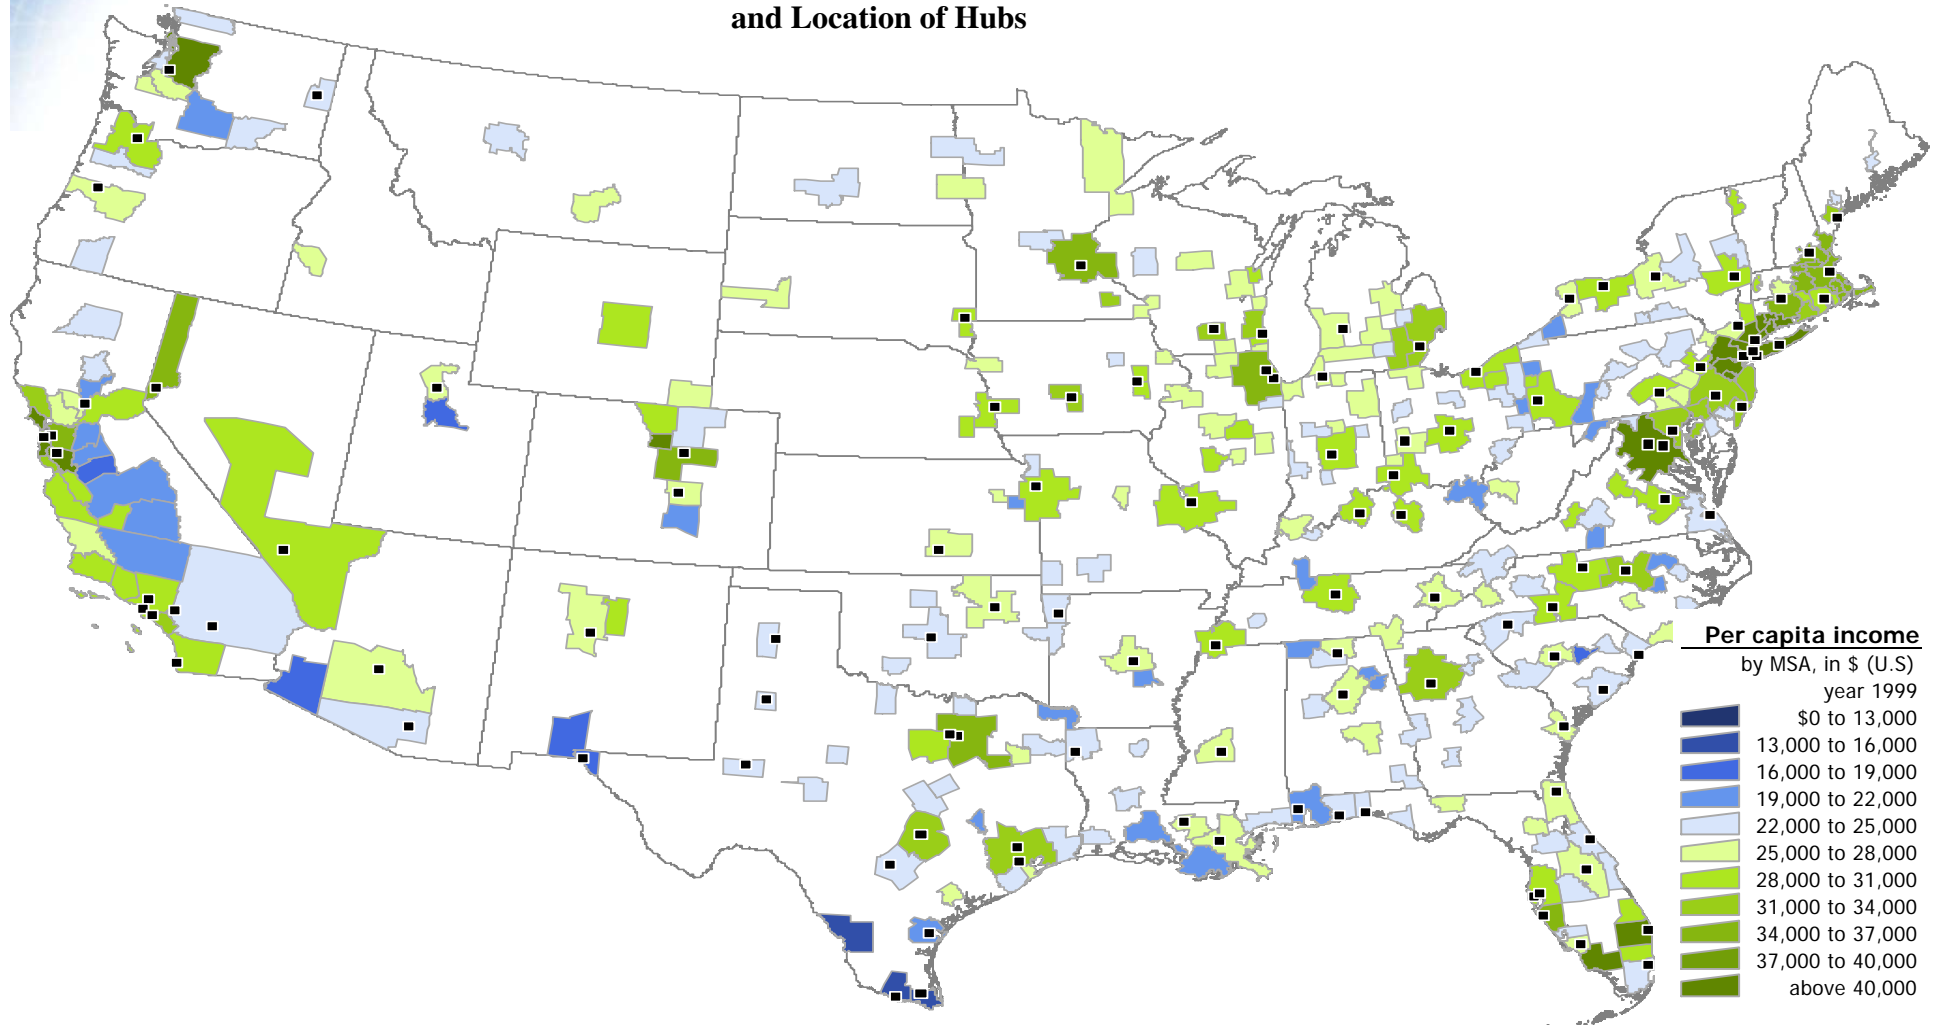 and Location of Hubs
Per capita income
by MSA, in $ (U.S)
year 1999
$0 to 13,000
13,000 to 16,000
16,000 to 19,000
19,000 to 22,000
22,000 to 25,000
25,000 to 28,000
28,000 to 31,000
31,000 to 34,000
34,000 to 37,000
37,000 to 40,000
above 40,000